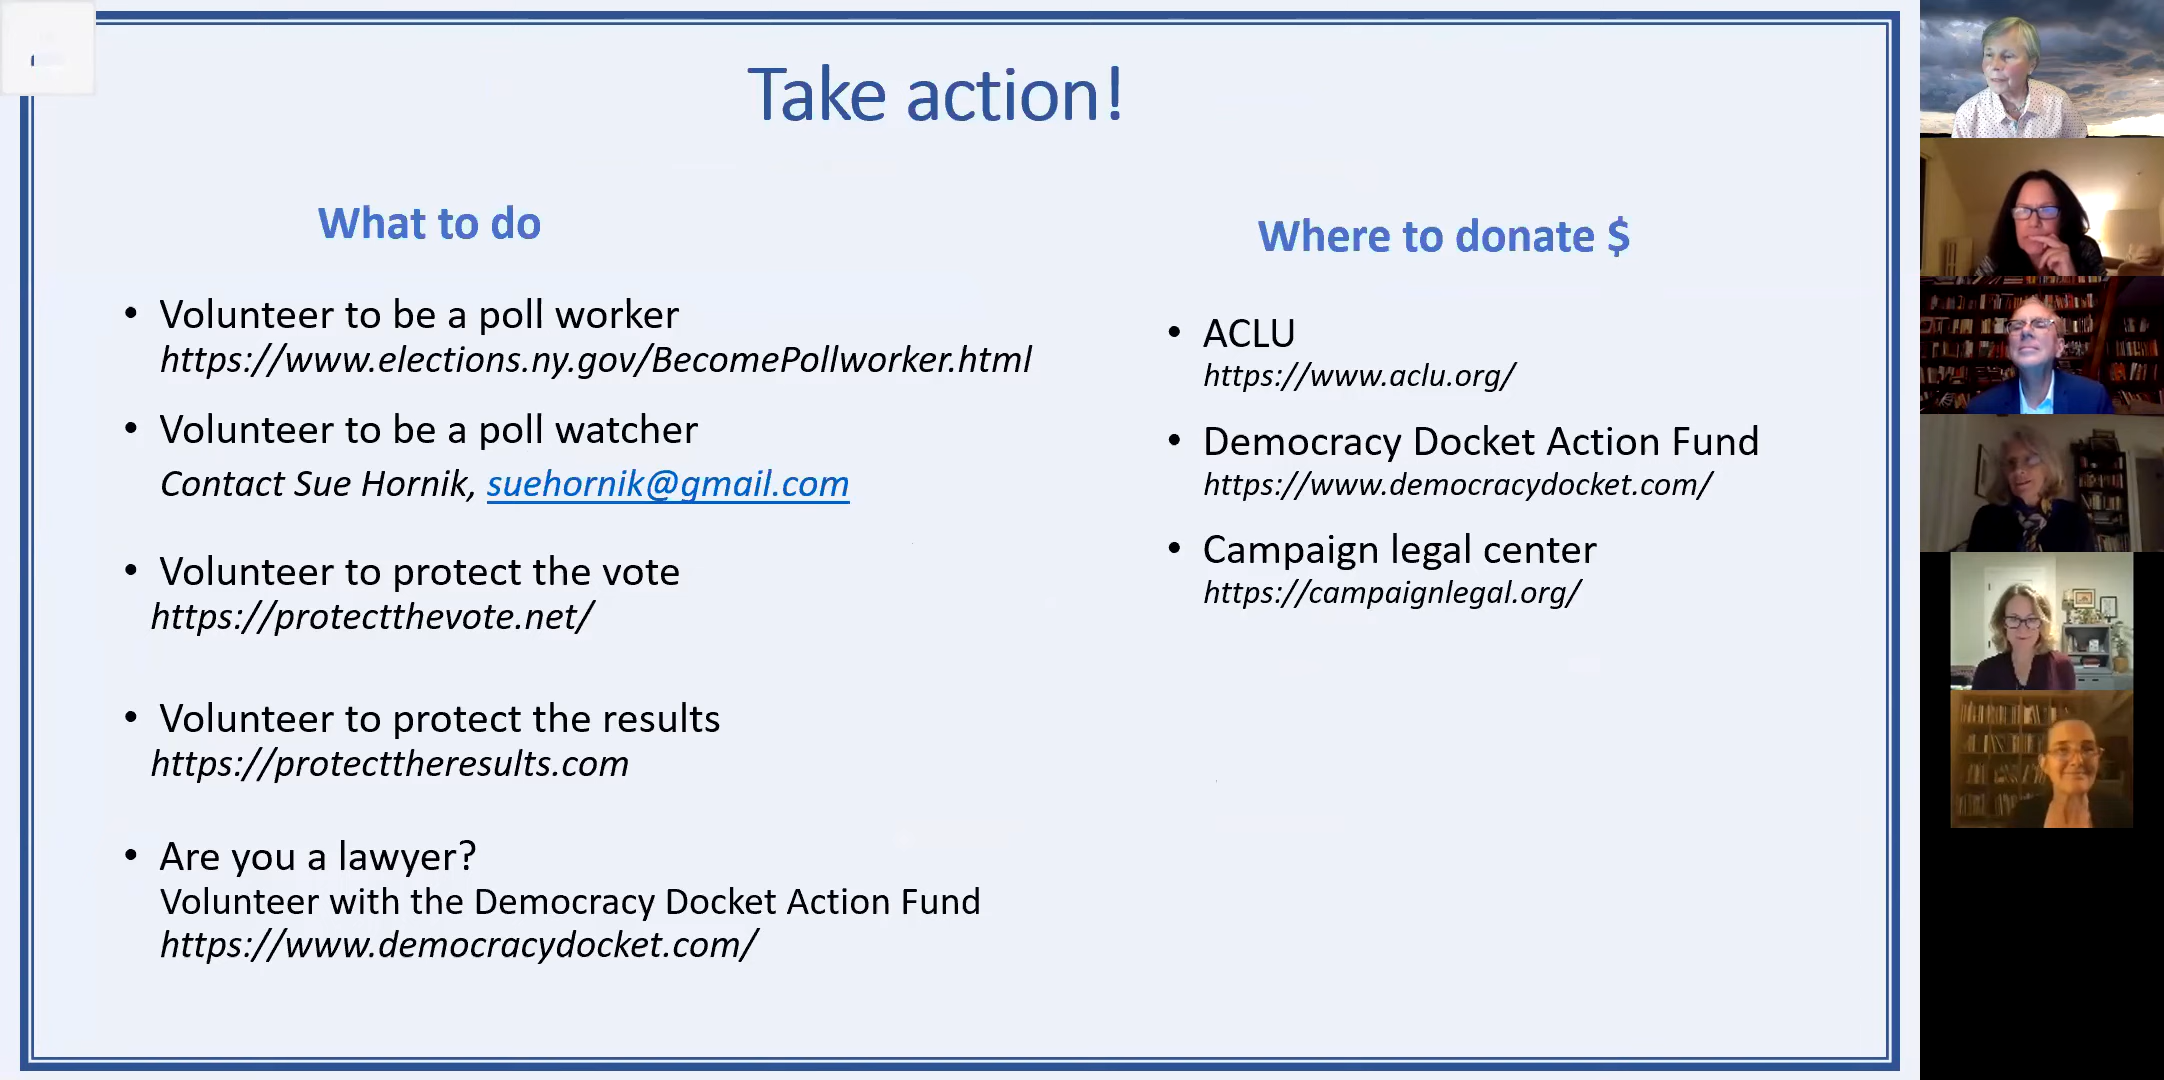 Take action!
What to do
• Volunteer to be a poll worker
https://www.elections.ny.gov/BecomePollworker.html
• Volunteer to be a poll watcher
Contact Sue Hornik, suehornik@gmail.com
• Volunteer to protect the vote
https://protectthevote.net/
• Volunteer to protect the results
https://protecttheresults.com
• Are you a lawyer?
Volunteer with the Democracy Docket Action Fund
https://www.democracydocket.com/
Where to donate $
• ACLU
https://www.aclu.org/
• Democracy Docket Action Fund
https://www.democracydocket.com/
• Campaign legal center
https://campaignlegal.org/